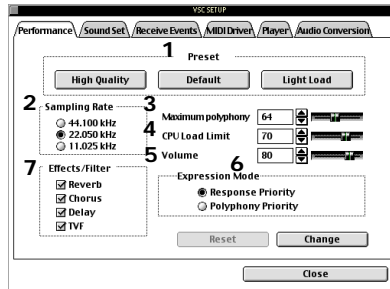 VSC SETUP
Performance Sound Set Receive Events MIDI Driver Player Audio Conversion
1
Preset
High Quality Default Light Load
2 Sampling Rate
44.100 kHz
22.050 kHz
11.025 kHz
3 Maximum polyphony 64
4 CPU Load Limit 70
5 Volume 80
6
Expression Mode
Response Priority
Polyphony Priority
7 Effects/Filter
Reverb
Chorus
Delay
TVF
Reset Change
Close